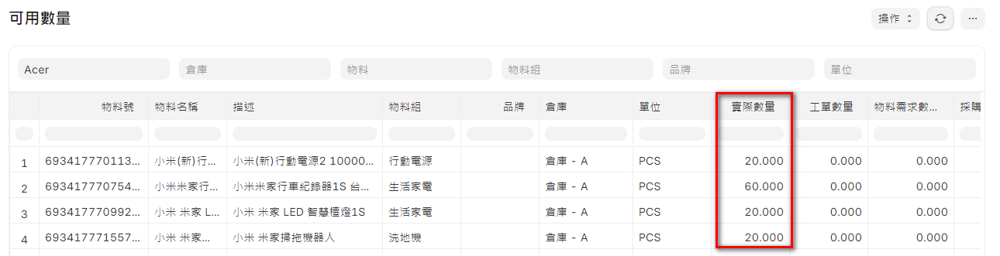 可用數量
操作
...
Acer 倉庫 物料 物料組 品牌 單位
物料號 物料名稱 描述 物料組 品牌 倉庫 單位 實際數量 工單數量 物料需求數... 採購
1 693417770113... 小米(新)行... 小米(新)行動電源2 10000... 行動電源 倉庫 - A PCS 20.000 0.000 0.000
2 693417770754... 小米米家行... 小米米家行車紀錄器1S 台... 生活家電 倉庫 - A PCS 60.000 0.000 0.000
3 693417770992... 小米 米家 L... 小米 米家 LED 智慧檯燈1S 生活家電 倉庫 - A PCS 20.000 0.000 0.000
4 693417771557... 小米 米家... 小米 米家掃拖機器人 洗地機 倉庫 - A PCS 20.000 0.000 0.000